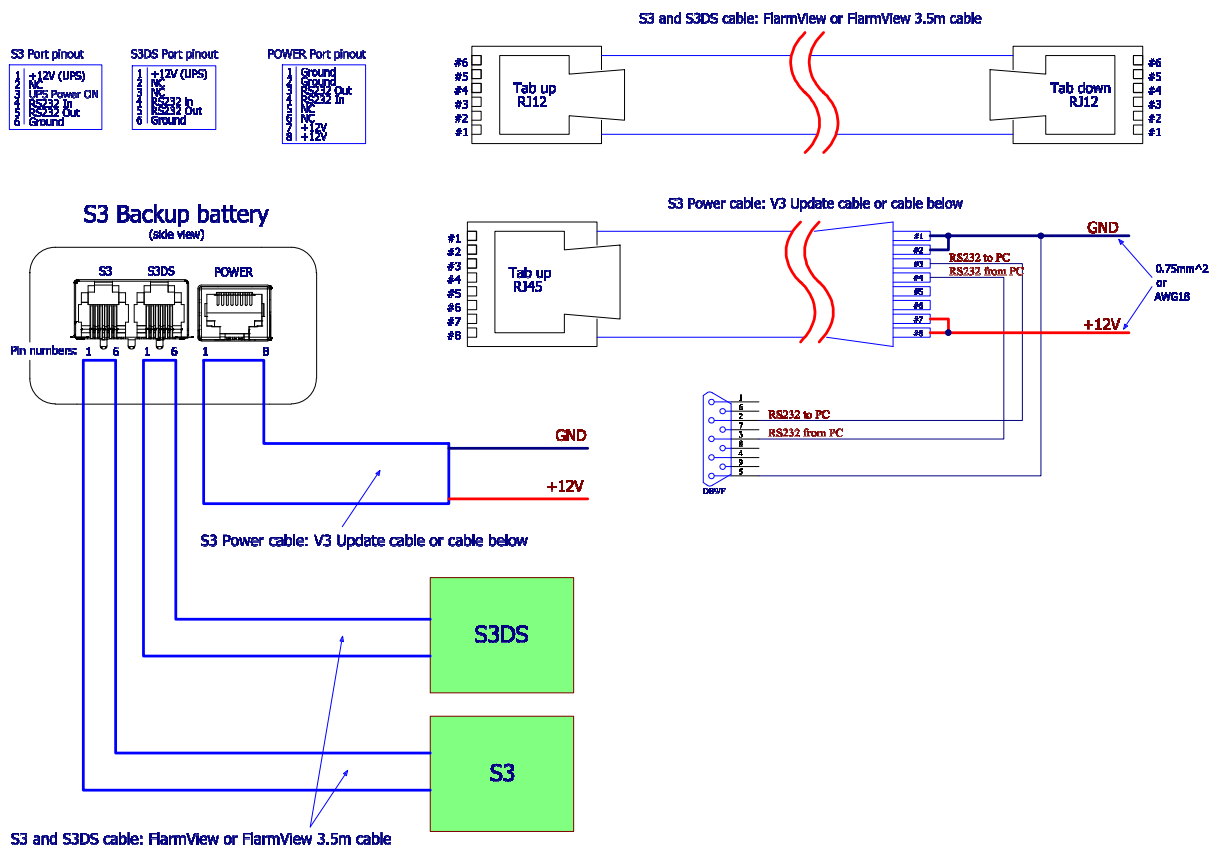 S3 and S3DS cable: FlarmView or FlarmView 3.5m cable
S3 Port pinout
1 +12V (UPS)
2 NC
3 UPS Power ON
4 RS232 In
5 RS232 Out
6 Ground
S3DS Port pinout
1 +12V (UPS)
2 NC
3 NC
4 RS232 In
5 RS232 Out
6 Ground
POWER Port pinout
1 Ground
2 Ground
3 RS232 Out
4 RS232 In
5 NC
6 NC
7 +12V
8 +12V
#6
#5
#4
#3
#2
#1
Tab up
RJ12
Tab down
RJ12
#6
#5
#4
#3
#2
#1
S3 Power cable: V3 Update cable or cable below
#1
#2
#3
#4
#5
#6
#7
#8
Tab up
RJ45
#1
#2
#3
#4
#5
#6
#7
#8
GND
RS232 to PC
RS232 from PC
+12V
0.75mm^2
or
AWG18
S3 Backup battery
(side view)
S3 S3DS POWER
Pin numbers: 1 6 1 6 1 8
1
6
2
7
3
8
4
9
5
RS232 to PC
RS232 from PC
DB9/F
GND
+12V
S3 Power cable: V3 Update cable or cable below
S3DS
S3
S3 and S3DS cable: FlarmView or FlarmView 3.5m cable